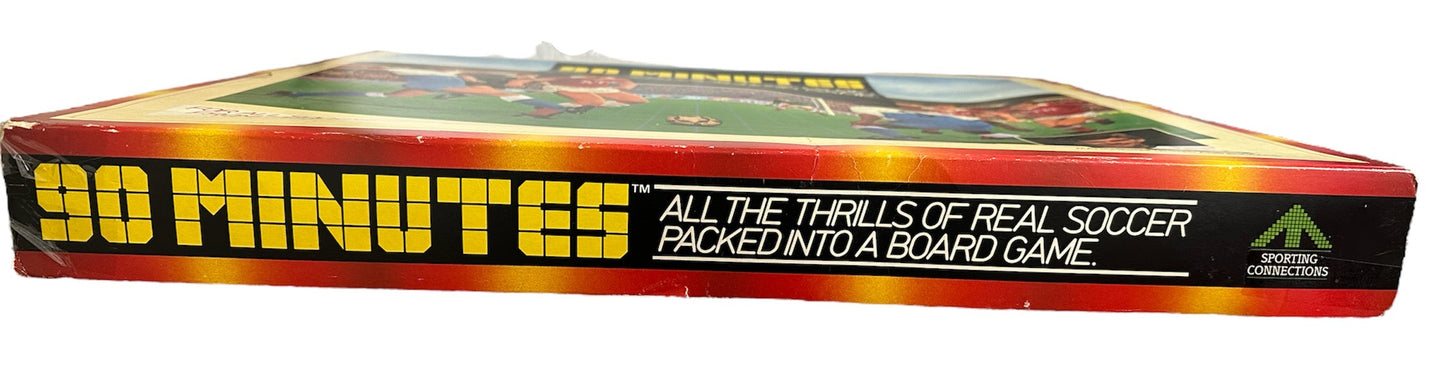 90 MINUTES
90 MINUTES™
ALL THE THRILLS OF REAL SOCCER
PACKED INTO A BOARD GAME.
SPORTING
CONNECTIONS